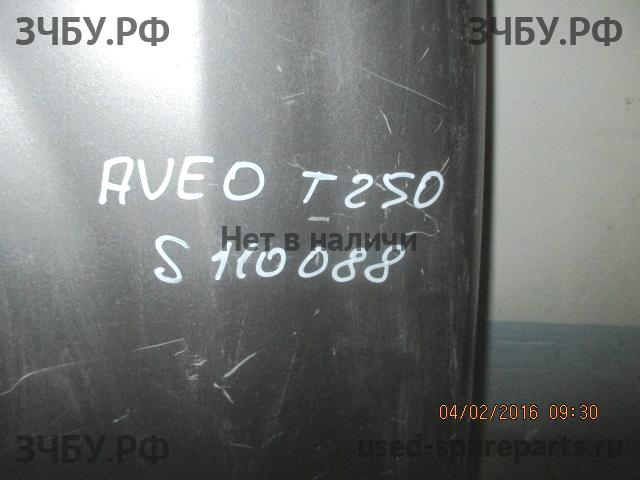 ЗЧБУ.РФ ЗЧБУ.РФ
AVEO T250
Нет в наличи
S 110088
04/02/2016 09:30
ЗЧБУ.РФ used-spareparts.ru